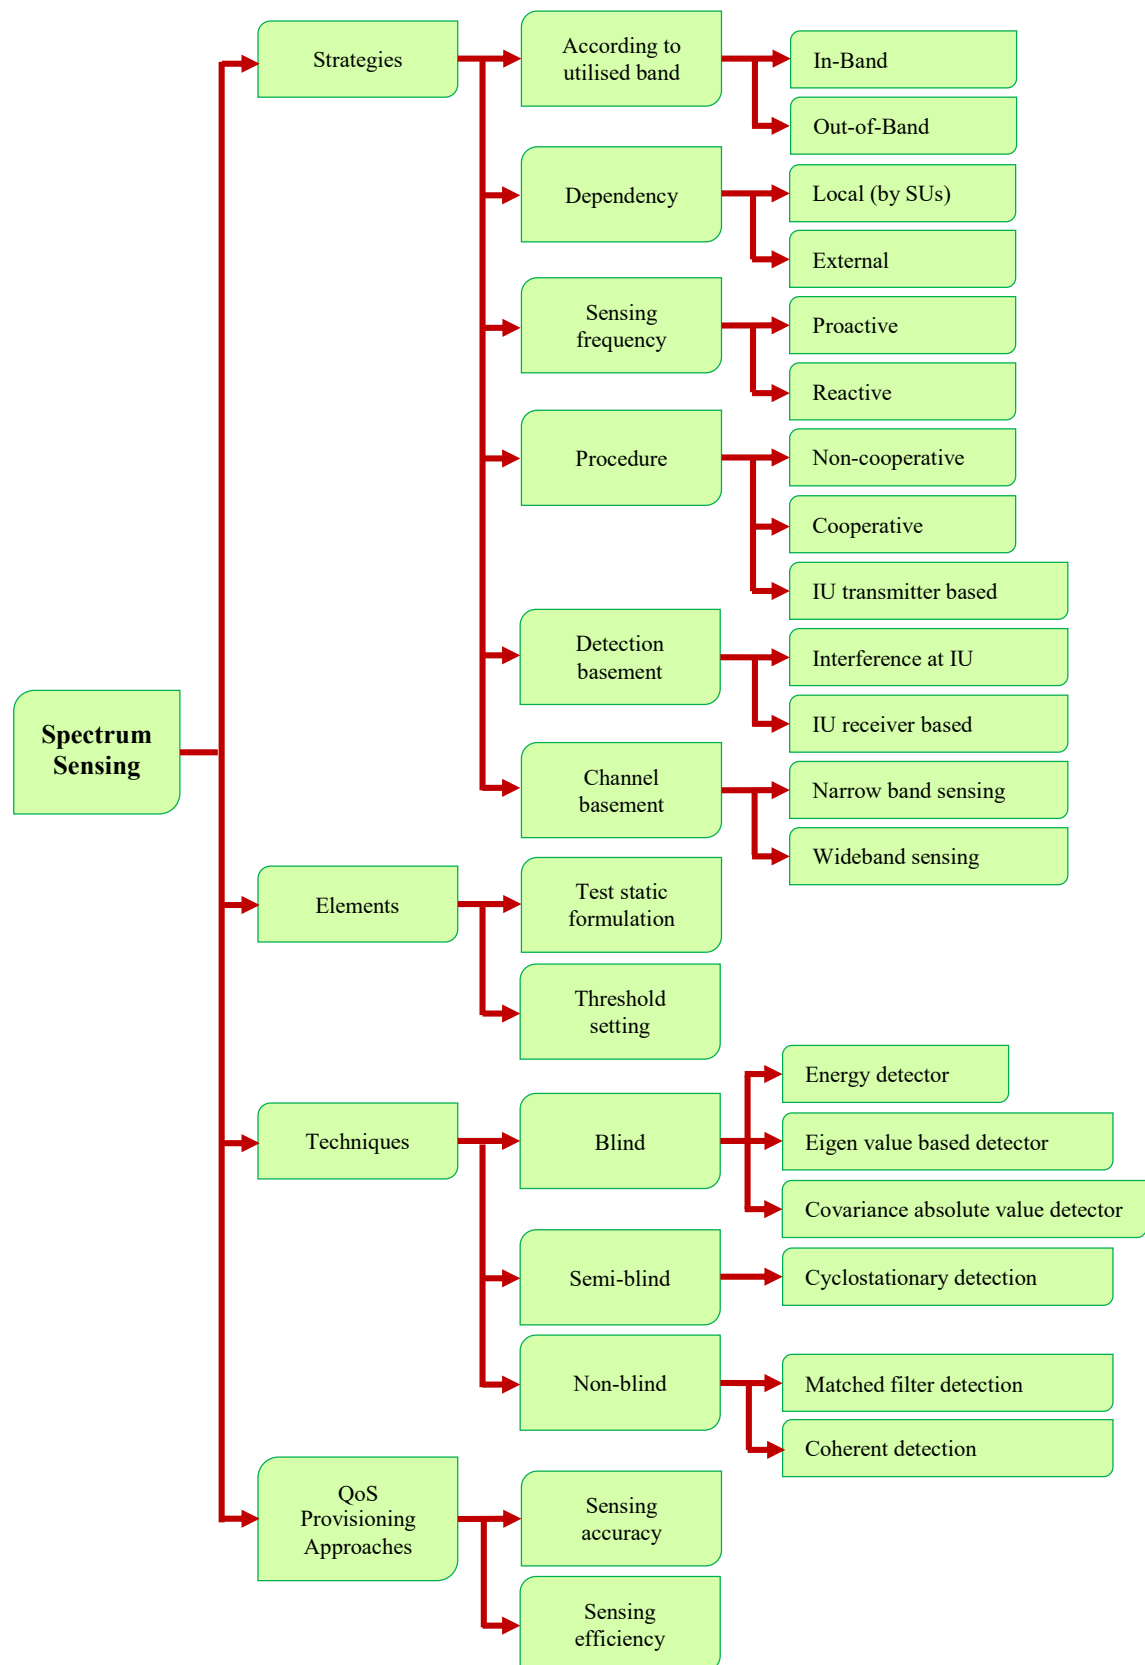 Spectrum
Sensing
Strategies
According to
utilised band
In-Band
Out-of-Band
Dependency
Local (by SUs)
External
Sensing
frequency
Proactive
Reactive
Procedure
Non-cooperative
Cooperative
IU transmitter based
Detection
basement
Interference at IU
IU receiver based
Channel
basement
Narrow band sensing
Wideband sensing
Elements
Test static
formulation
Threshold
setting
Techniques
Blind
Energy detector
Eigen value based detector
Covariance absolute value detector
Semi-blind
Cyclostationary detection
Non-blind
Matched filter detection
Coherent detection
QoS
Provisioning
Approaches
Sensing
accuracy
Sensing
efficiency